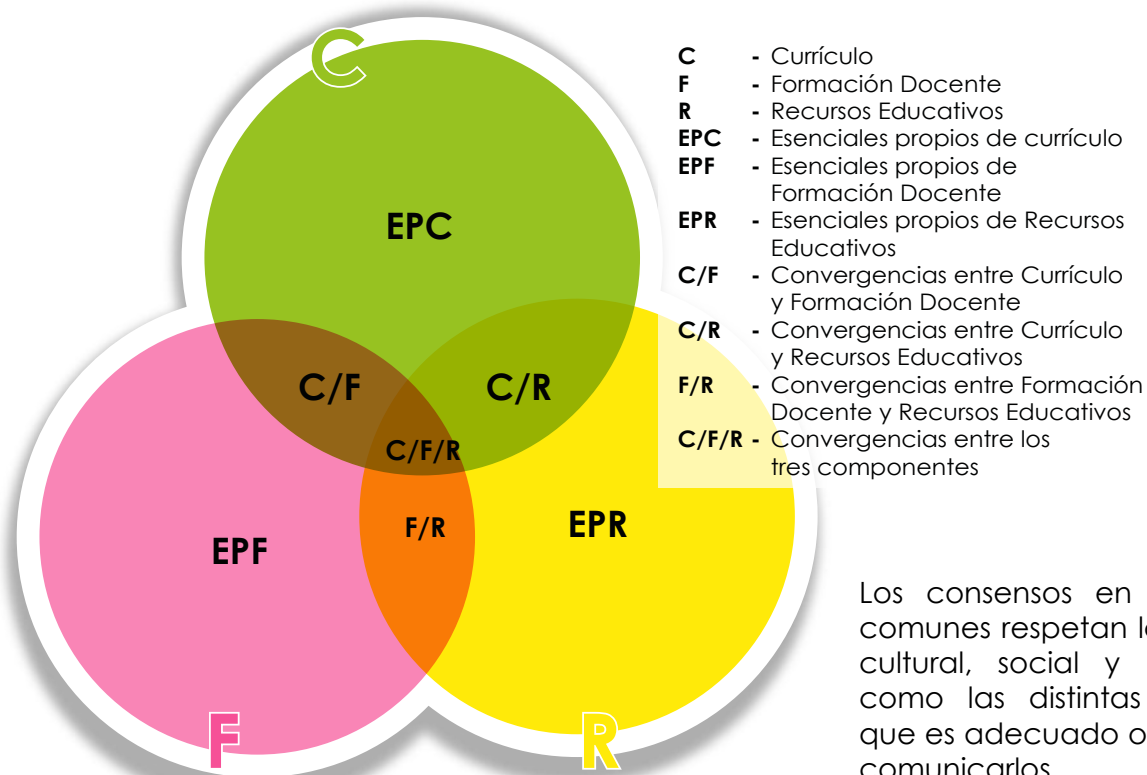 C
C - Currículo
F - Formación Docente
R - Recursos Educativos
EPC - Esenciales propios de currículo
EPF - Esenciales propios de
Formación Docente
EPR - Esenciales propios de Recursos
Educativos
C/F - Convergencias entre Currículo
y Formación Docente
C/R - Convergencias entre Currículo
y Recursos Educativos
F/R - Convergencias entre Formación
Docente y Recursos Educativos
C/F/R - Convergencias entre los
tres componentes
EPC
C/F
C/R
C/F/R
F/R
EPR
EPF
F
R
Los consensos en
comunes respetan
cultural, social y
como las distintas
que es adecuado o
comunicarlos